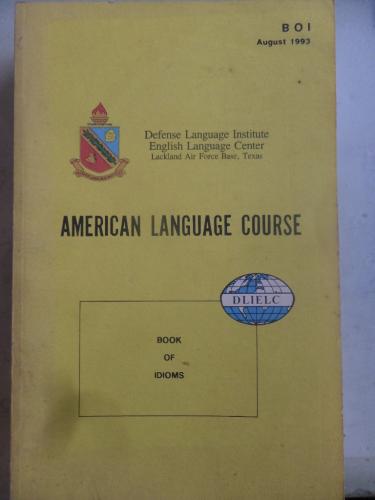 BOI
August 1993
Defense Language Institute
English Language Center
Lackland Air Force Base, Texas
AMERICAN LANGUAGE COURSE
DLIELC
BOOK
OF
IDIOMS